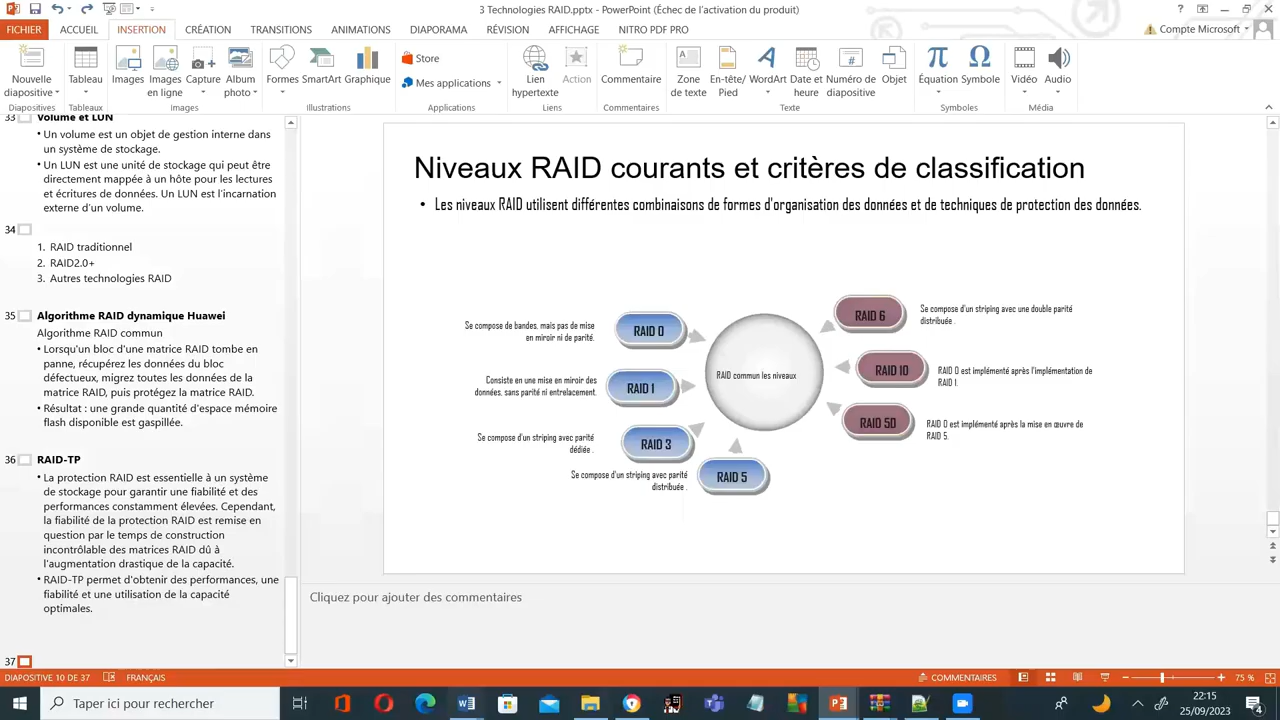 3 Technologies RAID.pptx - PowerPoint (Échec de l'activation du produit)
FICHIER ACCUEIL INSERTION CRÉATION TRANSITIONS ANIMATIONS DIAPORAMA RÉVISION AFFICHAGE NITRO PDF PRO Compte Microsoft
Nouvelle diapositive
Tableau
Images
Images en ligne
Capture
Album photo
Formes
SmartArt
Graphique
Store
Mes applications
Lien hypertexte
Action
Commentaire
Zone de texte
En-tête/ Pied
WordArt
Date et heure
Numéro de diapositive
Objet
Équation
Symbole
Vidéo
Audio
Diapositives Tableaux Images Illustrations Applications Liens Commentaires Texte Symboles Média
33 Volume et LUN
• Un volume est un objet de gestion interne dans
un système de stockage.
• Un LUN est une unité de stockage qui peut être
directement mappée à un hôte pour les lectures
et écritures de données. Un LUN est l'incarnation
externe d'un volume.
34
1. RAID traditionnel
2. RAID2.0+
3. Autres technologies RAID
35 Algorithme RAID dynamique Huawei
Algorithme RAID commun
• Lorsqu'un bloc d'une matrice RAID tombe en
panne, récupérez les données du bloc
défectueux, migrez toutes les données de la
matrice RAID, puis protégez la matrice RAID.
• Résultat : une grande quantité d'espace mémoire
flash disponible est gaspillée.
36 RAID-TP
• La protection RAID est essentielle à un système
de stockage pour garantir une fiabilité et des
performances constamment élevées. Cependant,
la fiabilité de la protection RAID est remise en
question par le temps de construction
incontrôlable des matrices RAID dû à
l'augmentation drastique de la capacité.
• RAID-TP permet d'obtenir des performances, une
fiabilité et une utilisation de la capacité
optimales.
37
Niveaux RAID courants et critères de classification
• Les niveaux RAID utilisent différentes combinaisons de formes d'organisation des données et de techniques de protection des données.
Se compose de bandes, mais pas de mise
en miroir ni de parité.
RAID 0
Consiste en une mise en miroir des
données, sans parité ni entrelacement.
RAID 1
Se compose d'un striping avec parité
dédiée .
RAID 3
Se compose d'un striping avec parité
distribuée .
RAID 5
RAID commun les niveaux
RAID 6
Se compose d'un striping avec une double parité
distribuée .
RAID 10
RAID 0 est implémenté après l'implémentation de
RAID 1.
RAID 50
RAID 0 est implémenté après la mise en œuvre de
RAID 5.
Cliquez pour ajouter des commentaires
DIAPOSITIVE 10 DE 37 FRANÇAIS COMMENTAIRES 75 %
Taper ici pour rechercher
22:15
25/09/2023
4